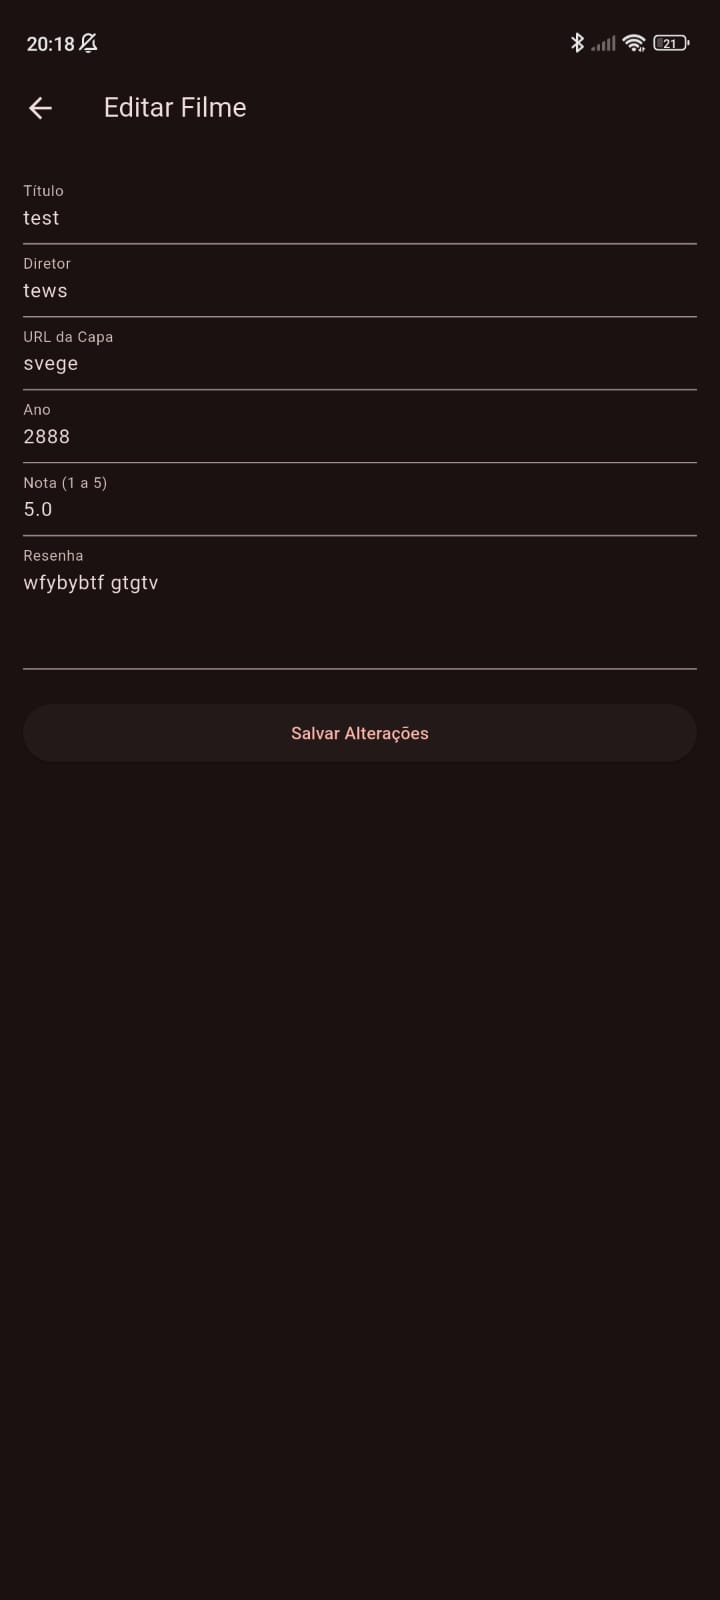 20:18
21
Editar Filme
Título
test
Diretor
tews
URL da Capa
svege
Ano
2888
Nota (1 a 5)
5.0
Resenha
wfybybtf gtgtv
Salvar Alterações